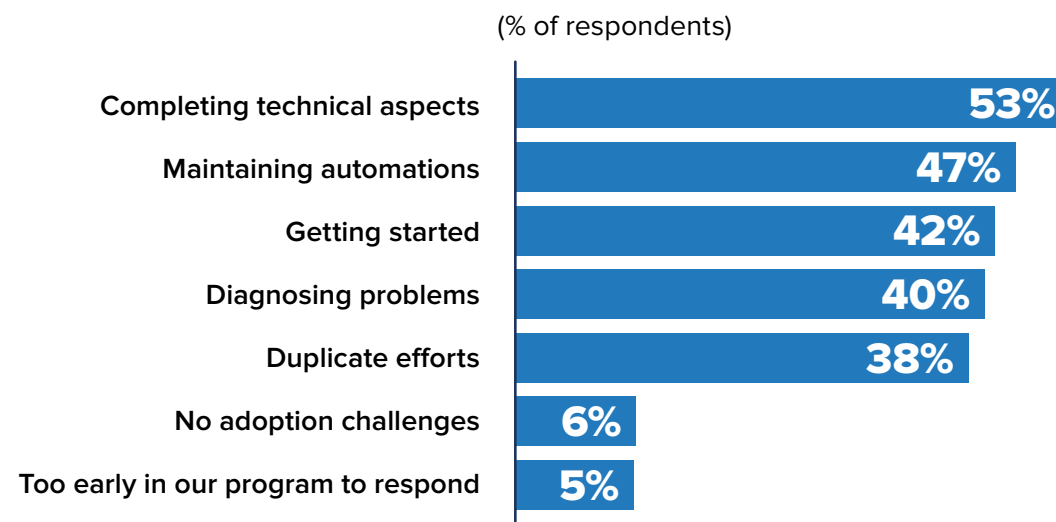 (% of respondents)
Completing technical aspects 53%
Maintaining automations 47%
Getting started 42%
Diagnosing problems 40%
Duplicate efforts 38%
No adoption challenges 6%
Too early in our program to respond 5%